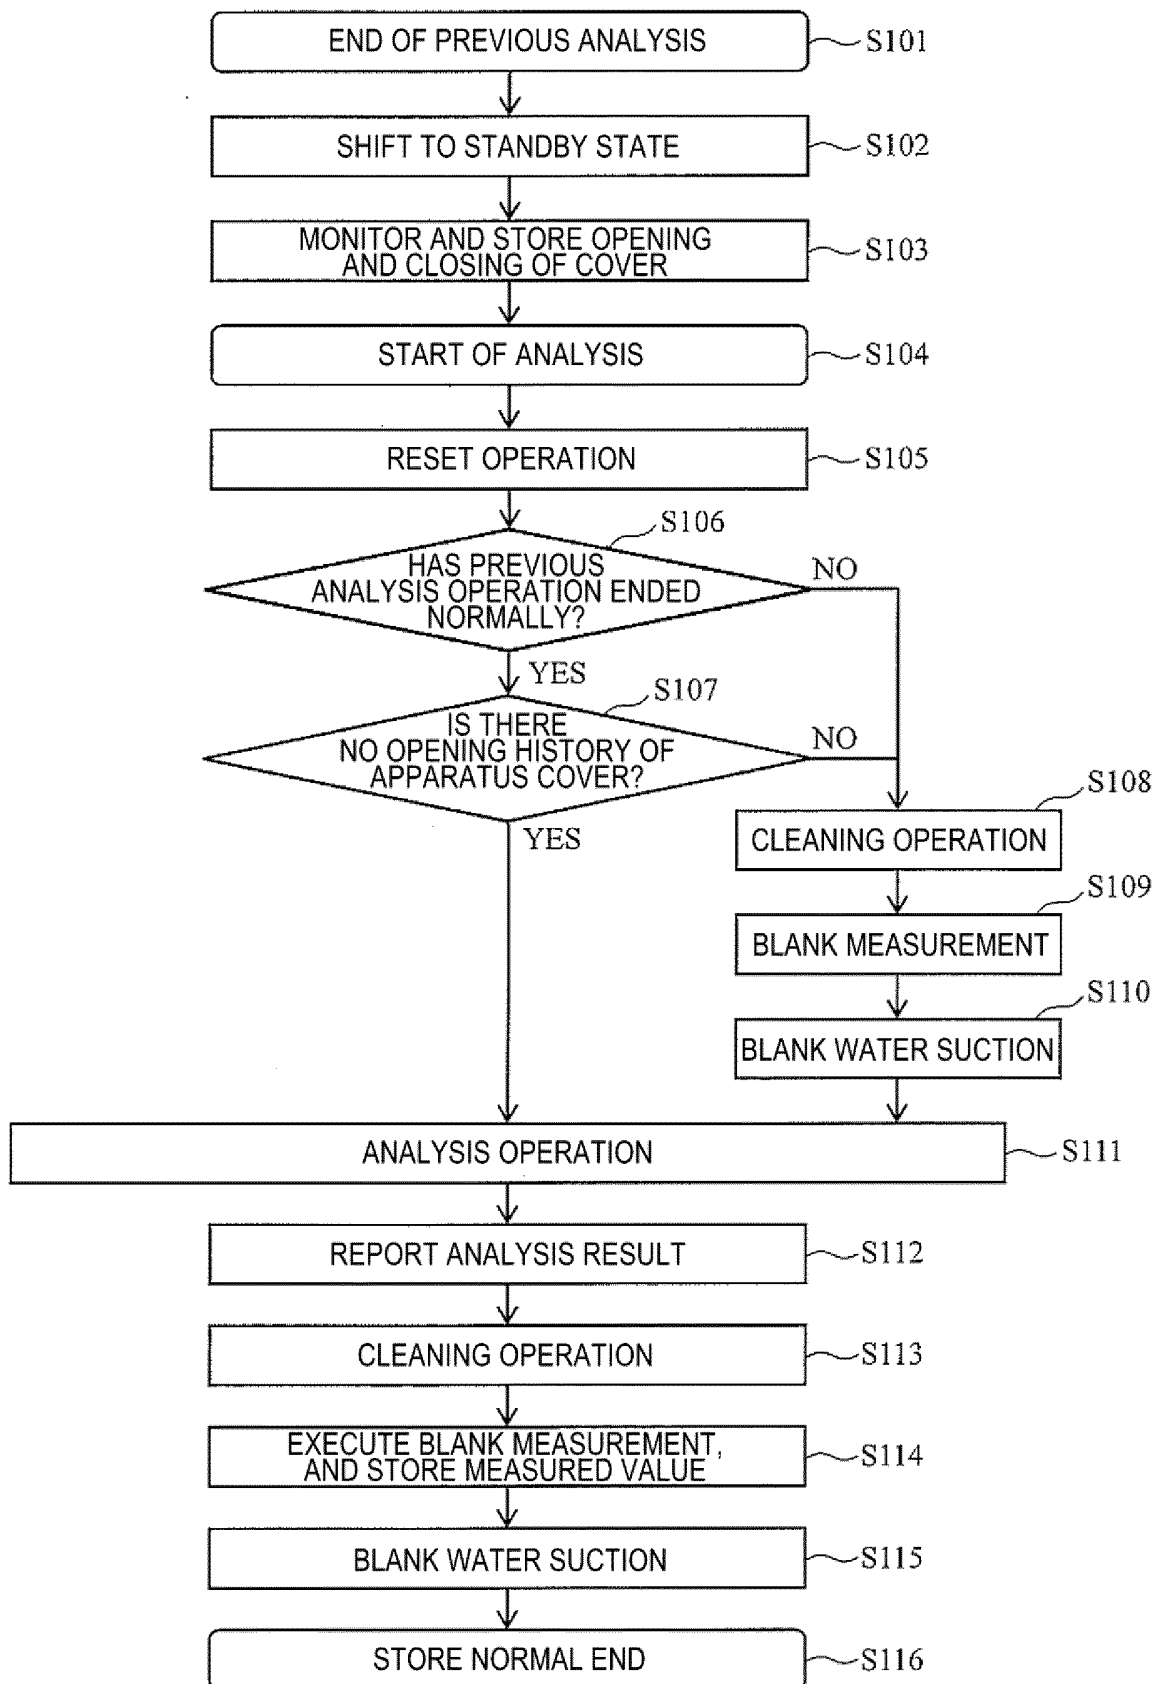 END OF PREVIOUS ANALYSIS
S101
SHIFT TO STANDBY STATE
S102
MONITOR AND STORE OPENING
AND CLOSING OF COVER
S103
START OF ANALYSIS
S104
RESET OPERATION
S105
S106
HAS PREVIOUS
ANALYSIS OPERATION ENDED
NORMALLY?
NO
YES
S107
IS THERE
NO OPENING HISTORY OF
APPARATUS COVER?
NO
YES
S108
CLEANING OPERATION
S109
BLANK MEASUREMENT
S110
BLANK WATER SUCTION
ANALYSIS OPERATION
S111
REPORT ANALYSIS RESULT
S112
CLEANING OPERATION
S113
EXECUTE BLANK MEASUREMENT,
AND STORE MEASURED VALUE
S114
BLANK WATER SUCTION
S115
STORE NORMAL END
S116